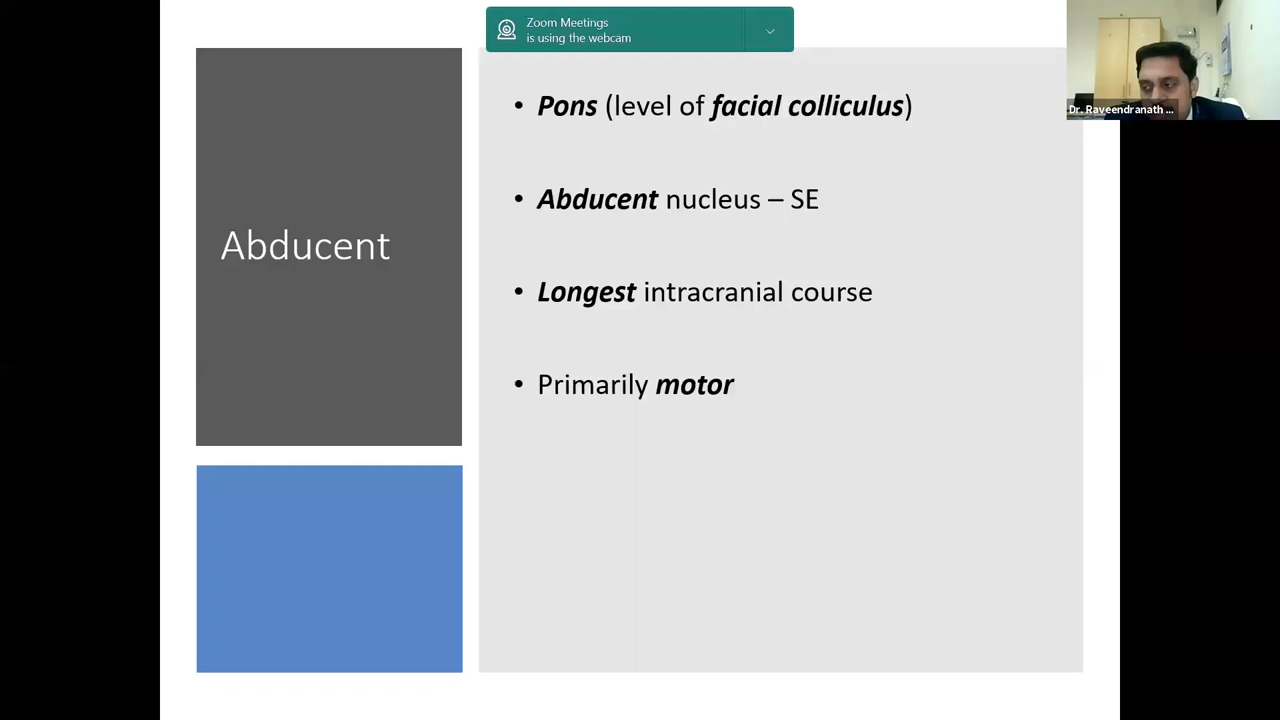 Zoom Meetings
is using the webcam
Dr. Raveendranath ...
Abducent
• Pons (level of facial colliculus)
• Abducent nucleus – SE
• Longest intracranial course
• Primarily motor